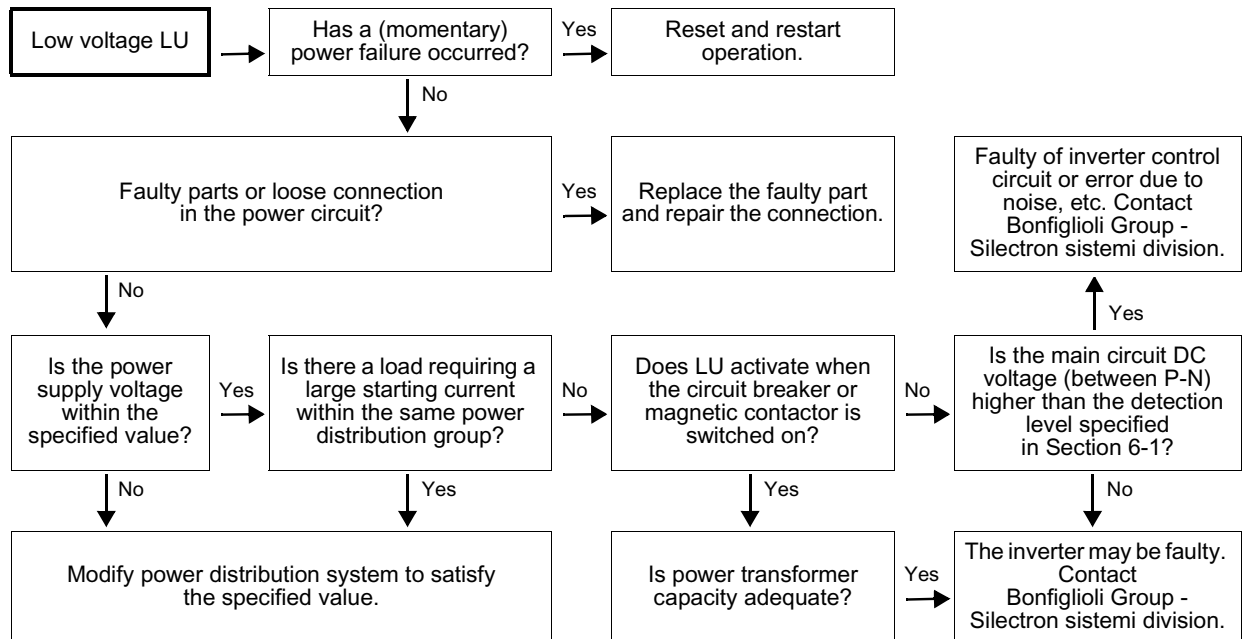 Low voltage LU
Has a (momentary)
power failure occurred?
Yes
Reset and restart
operation.
No
Faulty parts or loose connection
in the power circuit?
Yes
Replace the faulty part
and repair the connection.
Faulty of inverter control
circuit or error due to
noise, etc. Contact
Bonfiglioli Group -
Silectron sistemi division.
No
Yes
Is the power
supply voltage
within the
specified value?
Yes
Is there a load requiring a
large starting current
within the same power
distribution group?
No
Does LU activate when
the circuit breaker or
magnetic contactor is
switched on?
No
Is the main circuit DC
voltage (between P-N)
higher than the detection
level specified
in Section 6-1?
No
Yes
Yes
No
Modify power distribution system to satisfy
the specified value.
Is power transformer
capacity adequate?
Yes
The inverter may be faulty.
Contact
Bonfiglioli Group -
Silectron sistemi division.